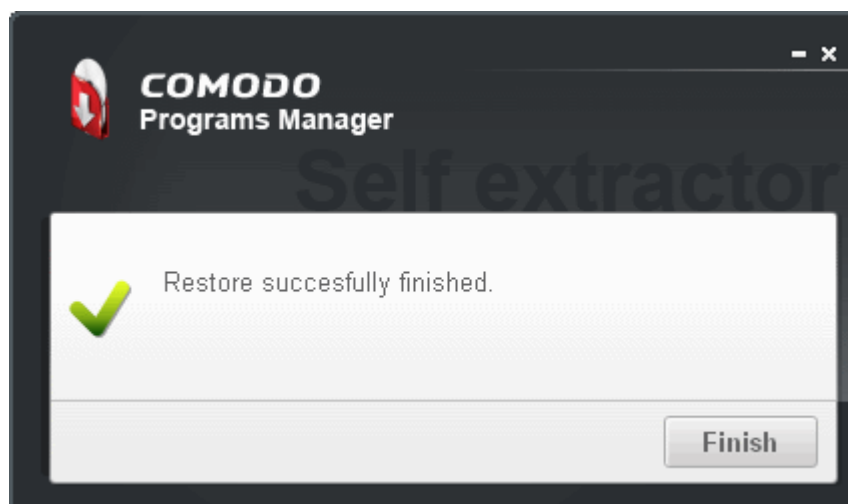 COMODO
Programs Manager
Self extractor
Restore succesfully finished.
Finish